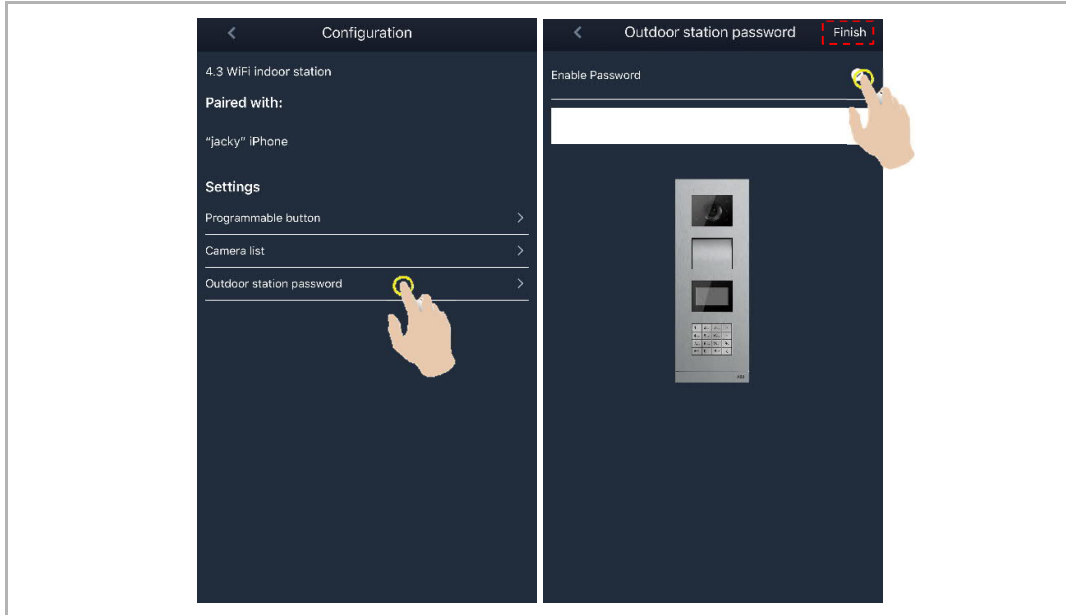 Configuration
4.3 WiFi indoor station
Paired with:
"jacky" iPhone
Settings
Programmable button
Camera list
Outdoor station password
Outdoor station password
Finish
Enable Password
ABB